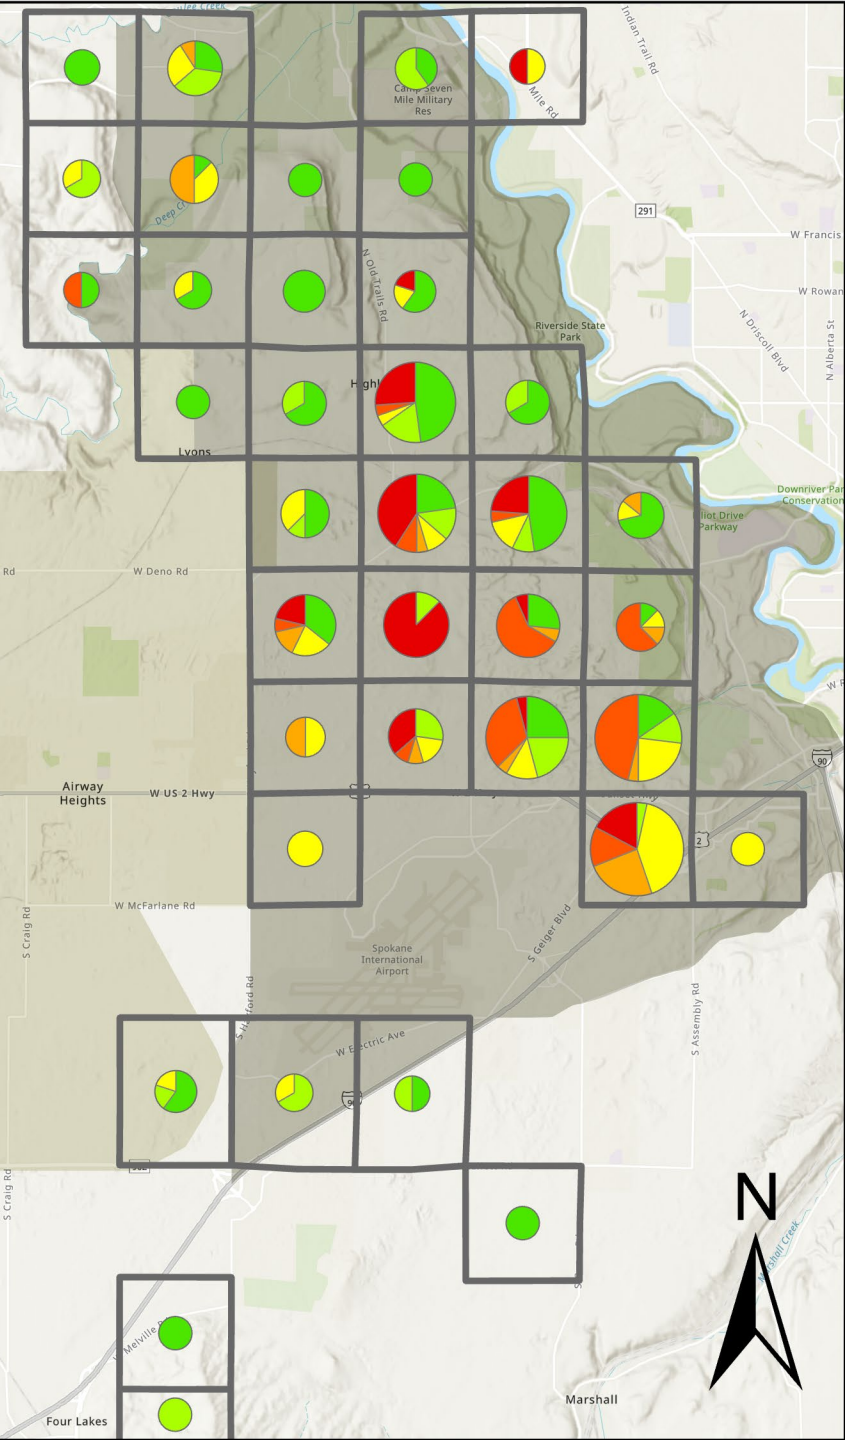 Indian Trail Rd
Camp Seven
Mile Military
Res
Mile Rd
Deep
291
W Francis
N Old Trails Rd
W Rowan
N Driscoll Blvd
N Alberta St
Riverside State
Park
Highl
Lyons
Downriver Par
Conservation
liot Drive
Parkway
Rd
W Deno Rd
W R
90
Airway
Heights
W US 2 Hwy
2
W McFarlane Rd
S Craig Rd
Spokane
International
Airport
S Geiger Blvd
S Assembly Rd
W Electric Ave
S Craig Rd
N
Marshall Creek
Marshall
Four Lakes